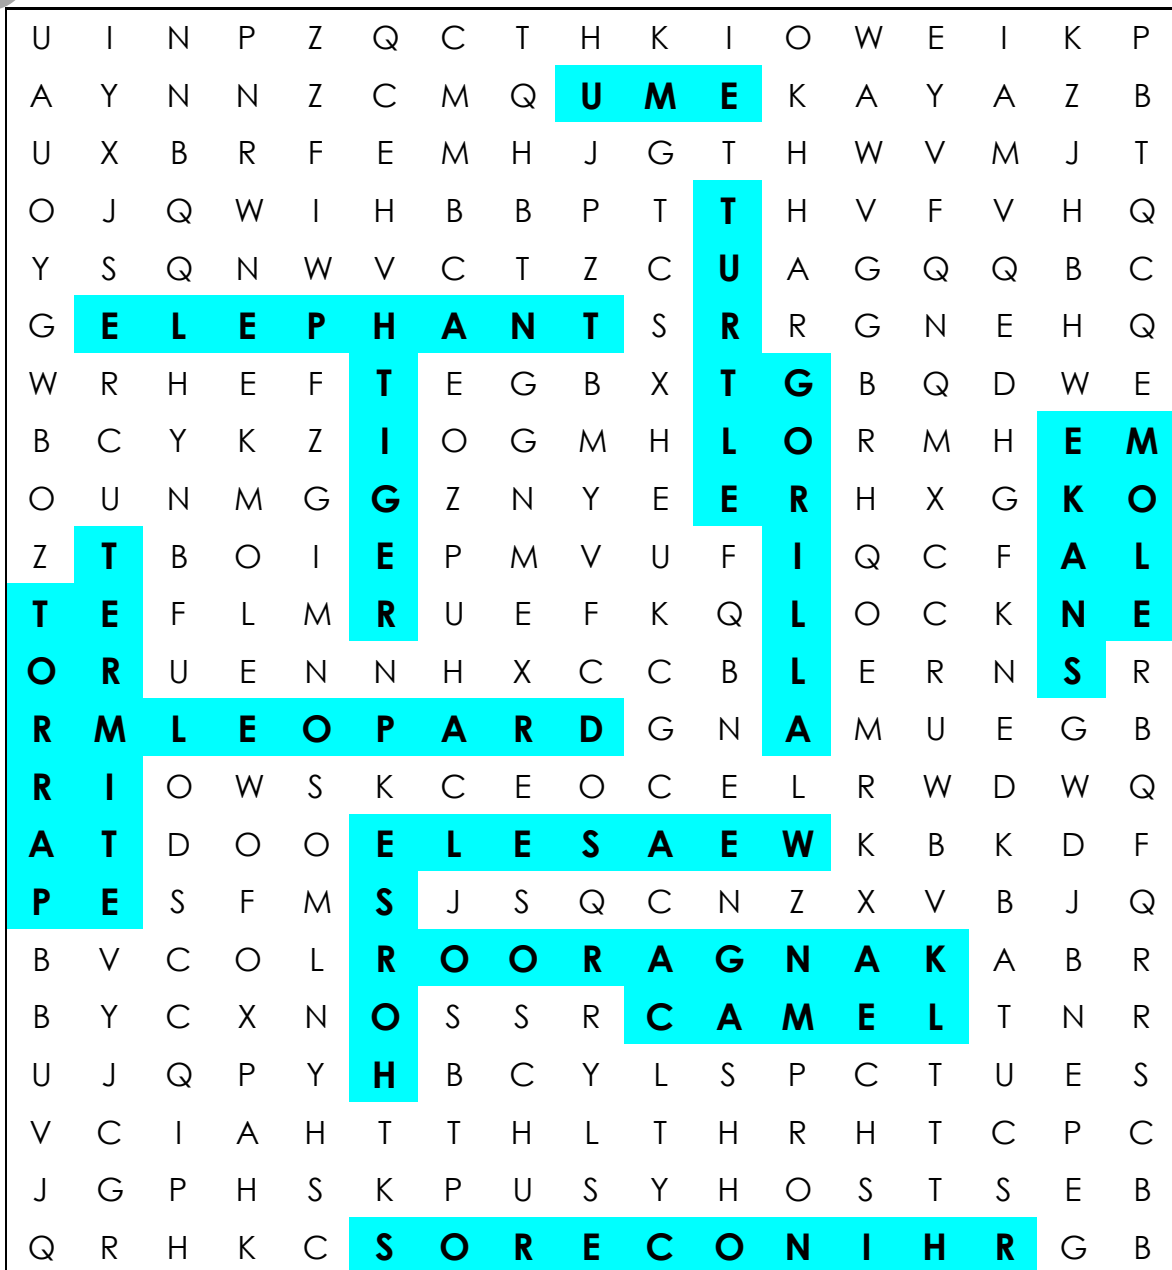 U I N P Z Q C T H K I O W E I K P
A Y N N Z C M Q U M E K A Y A Z B
U X B R F E M H J G T H W V M J T
O J Q W I H B B P T T H V F V H Q
Y S Q N W V C T Z C U A G Q Q B C
G E L E P H A N T S R R G N E H Q
W R H E F T E G B X T G B Q D W E
B C Y K Z I O G M H L O R M H E M
O U N M G G Z N Y E E R H X G K O
Z T B O I E P M V U F I Q C F A L
T E F L M R U E F K Q L O C K N E
O R U E N N H X C C B L E R N S R
R M L E O P A R D G N A M U E G B
R I O W S K C E O C E L R W D W Q
A T D O O E L E S A E W K B K D F
P E S F M S J S Q C N Z X V B J Q
B V C O L R O O R A G N A K A B R
B Y C X N O S S R C A M E L T N R
U J Q P Y H B C Y L S P C T U E S
V C I A H T T H L T H R H T C P C
J G P H S K P U S Y H O S T S E B
Q R H K C S O R E C O N I H R G B